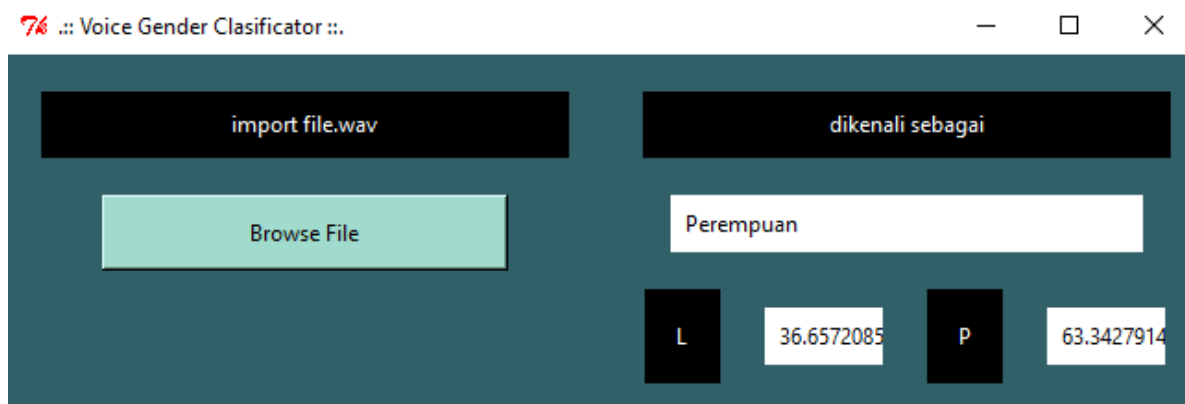 .:: Voice Gender Clasificator ::.
import file.wav
dikenali sebagai
Browse File
Perempuan
L
36.6572085
P
63.3427914